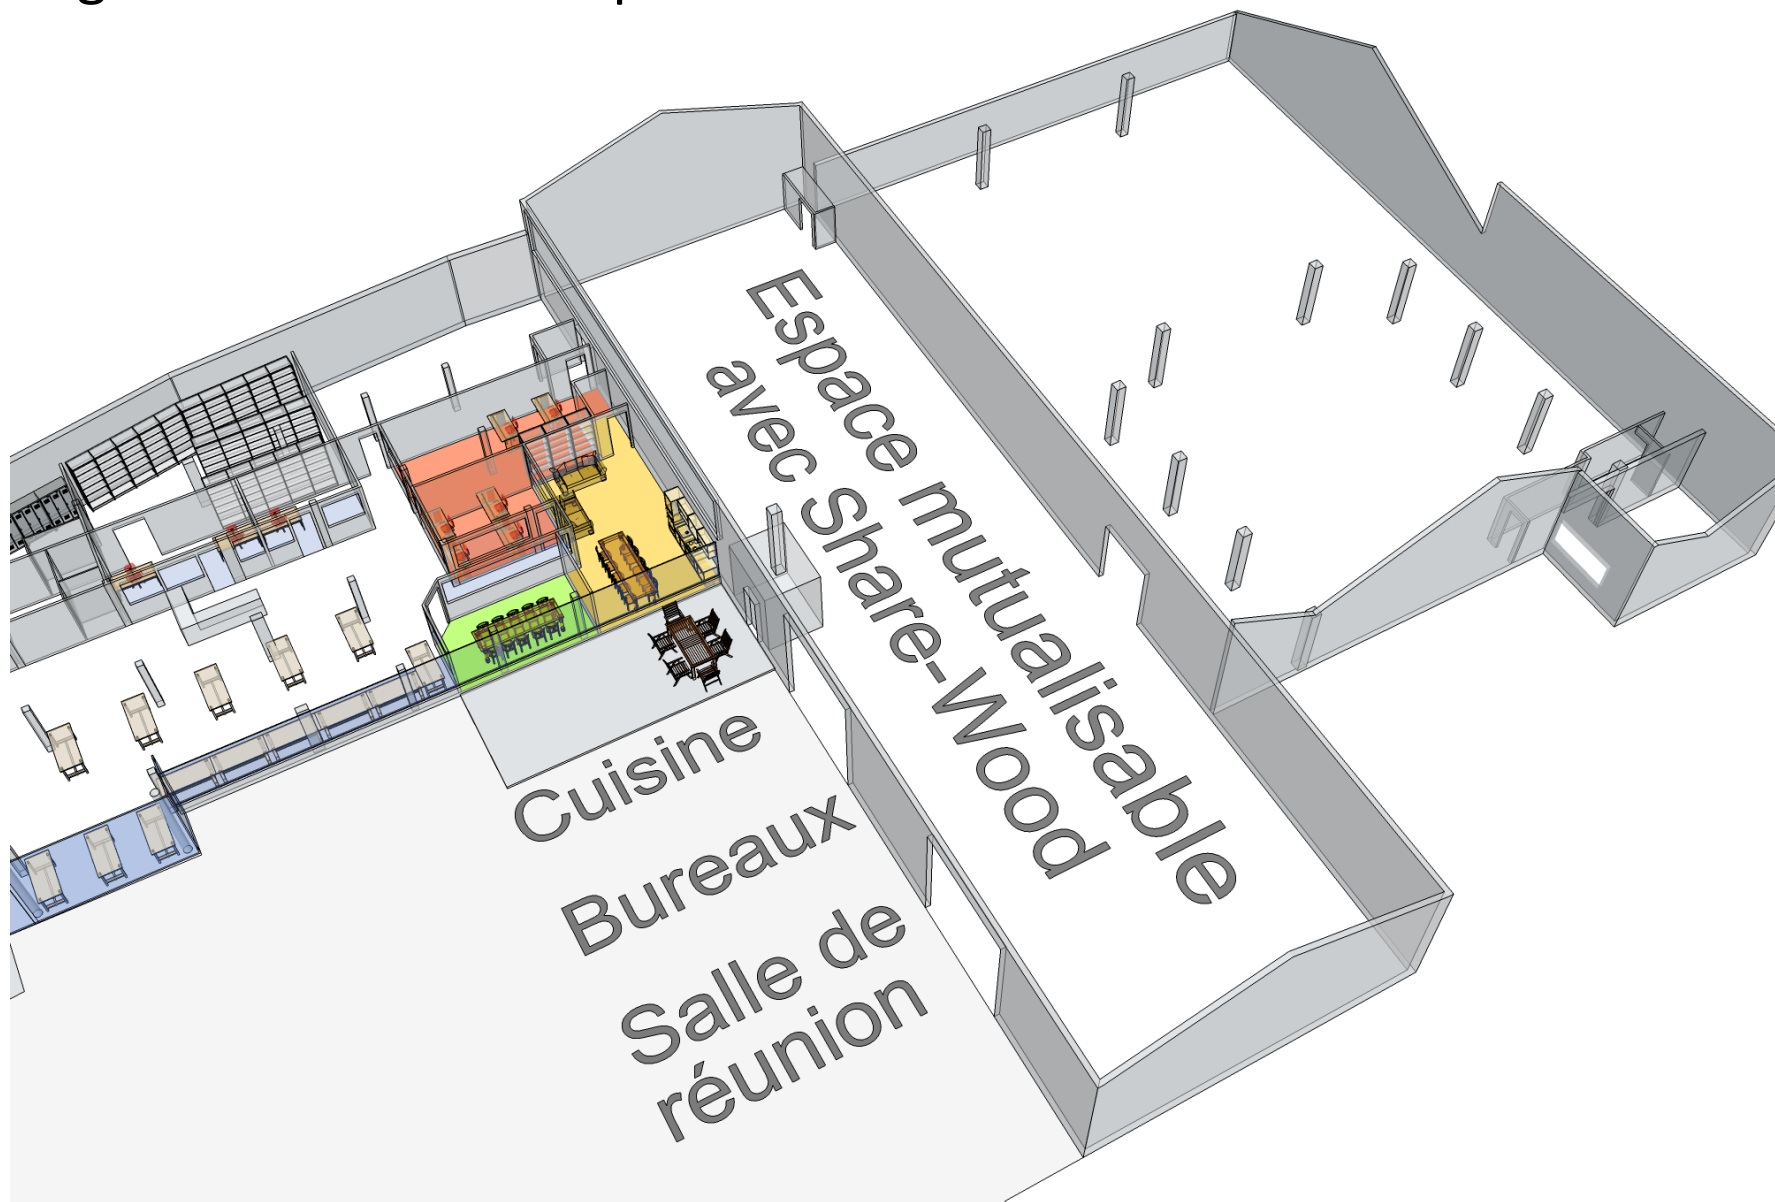 Espace mutualisable
avec Share-Wood
Cuisine
Bureaux
Salle de
réunion